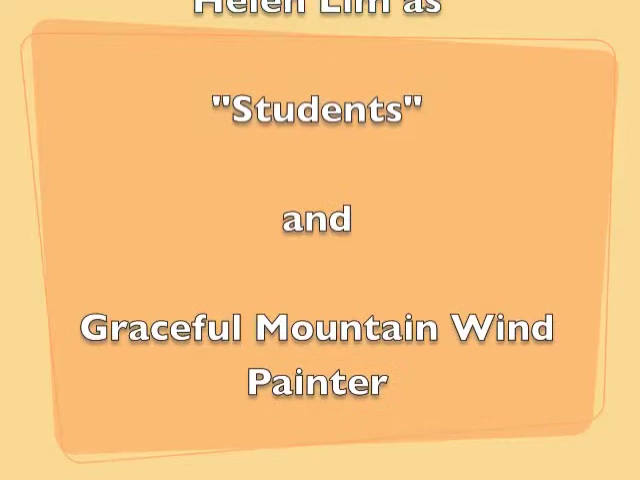 Helen Lim as
"Students"
and
Graceful Mountain Wind
Painter